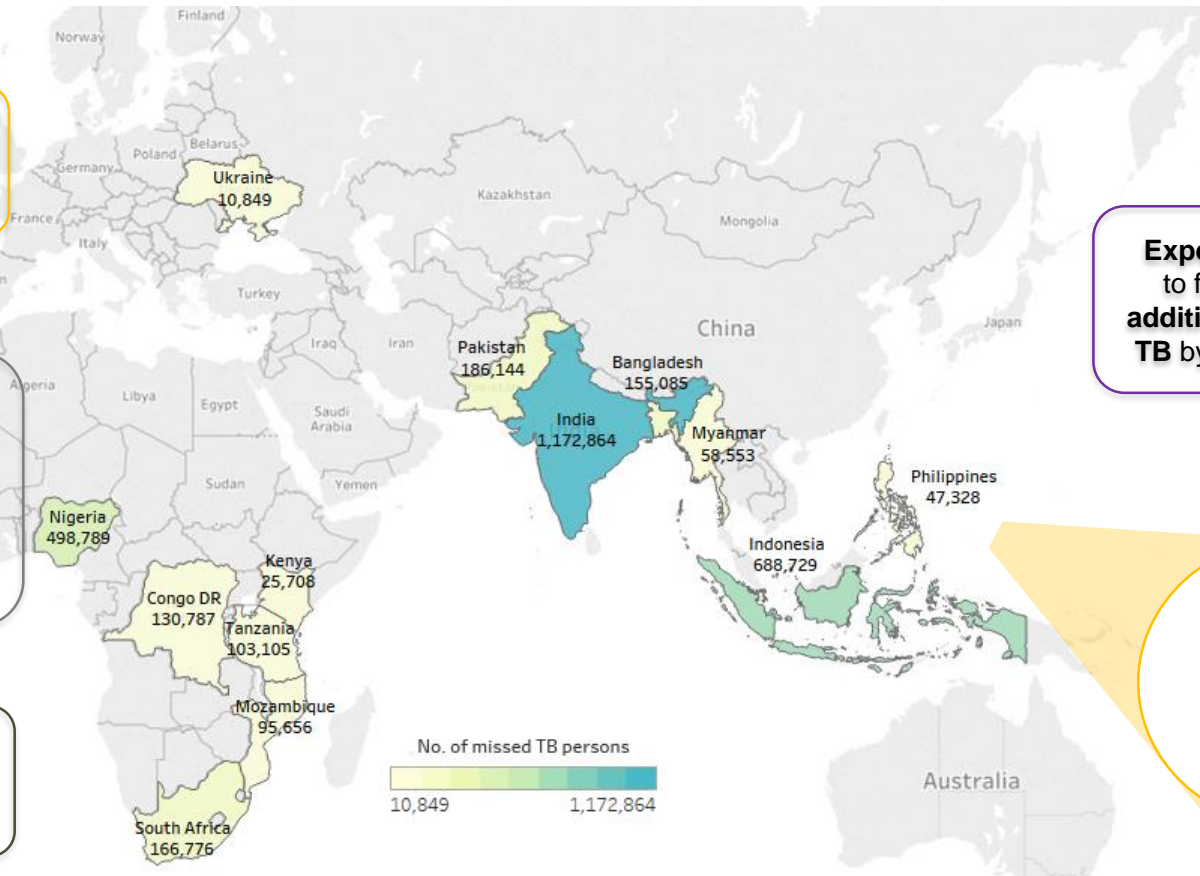 Finland
Norway
Belarus
Poland
Germany
Ukraine
10,849
France
Italy
Kazakhstan
Mongolia
Turkey
Japan
China
Iraq
Iran
Pakistan
186,144
Bangladesh
155,085
Algeria
Libya
Egypt
Saudi
Arabia
India
1,172,864
Myanmar
58,553
Sudan
Yemen
Philippines
47,328
Nigeria
498,789
Indonesia
688,729
Kenya
25,708
Congo DR
130,787
Tanzania
103,105
Mozambique
95,656
No. of missed TB persons
10,849 1,172,864
Australia
South Africa
166,776
TB by